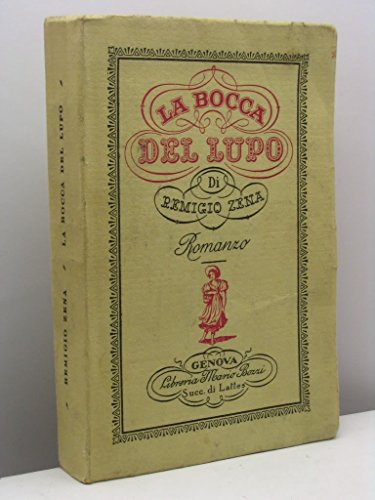 LA BOCCA
DEL LUPO
Di
REMIGIO ZENA
Romanzo
GENOVA
Libreria Mario Bozzi
Succ. di Lattes
REMIGIO ZENA LA BOCCA DEL LUPO